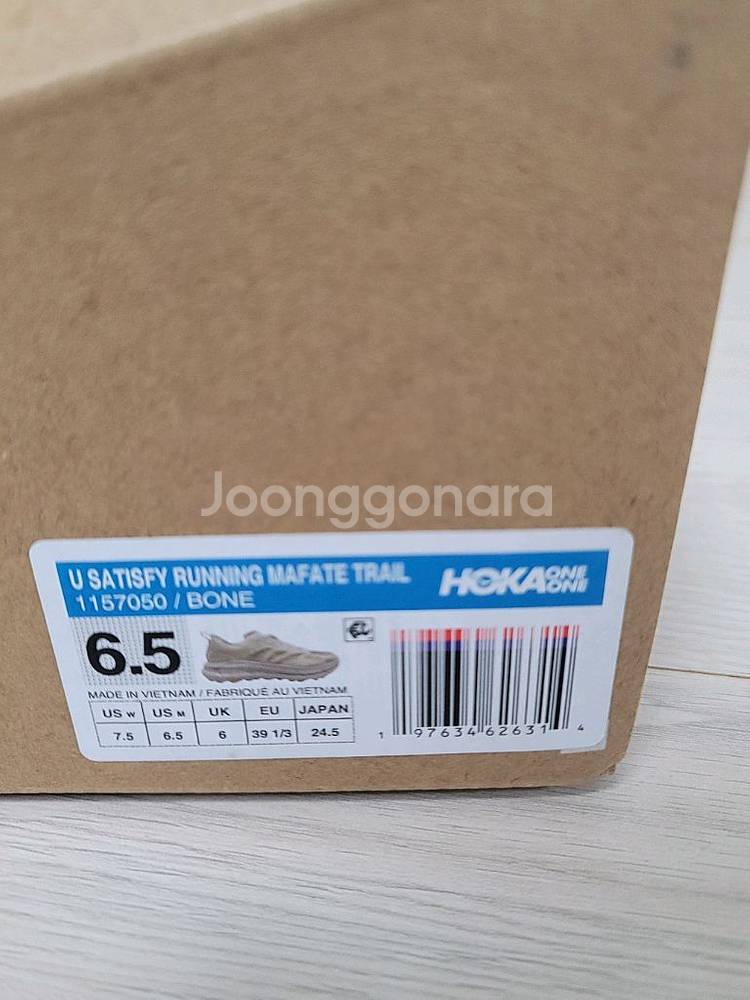 Joonggonara
U SATISFY RUNNING MAFATE TRAIL
1157050 / BONE
HOKA ONE ONE
6.5
MADE IN VIETNAM / FABRIQUÉ AU VIETNAM
US W US M UK EU JAPAN
7.5 6.5 6 39 1/3 24.5
1 97634 62631 4